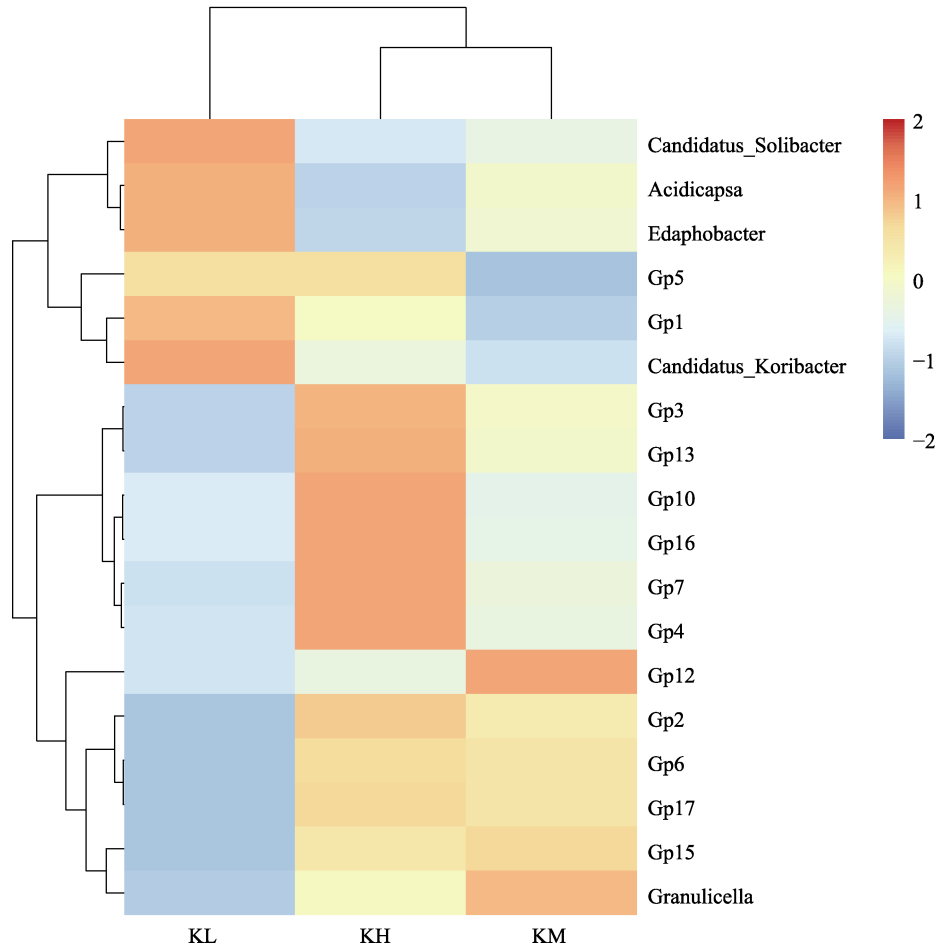 Candidatus_Solibacter
Acidicapsa
Edaphobacter
Gp5
Gp1
Candidatus_Koribacter
Gp3
Gp13
Gp10
Gp16
Gp7
Gp4
Gp12
Gp2
Gp6
Gp17
Gp15
Granulicella
KL KH KM
2
1
0
−1
−2